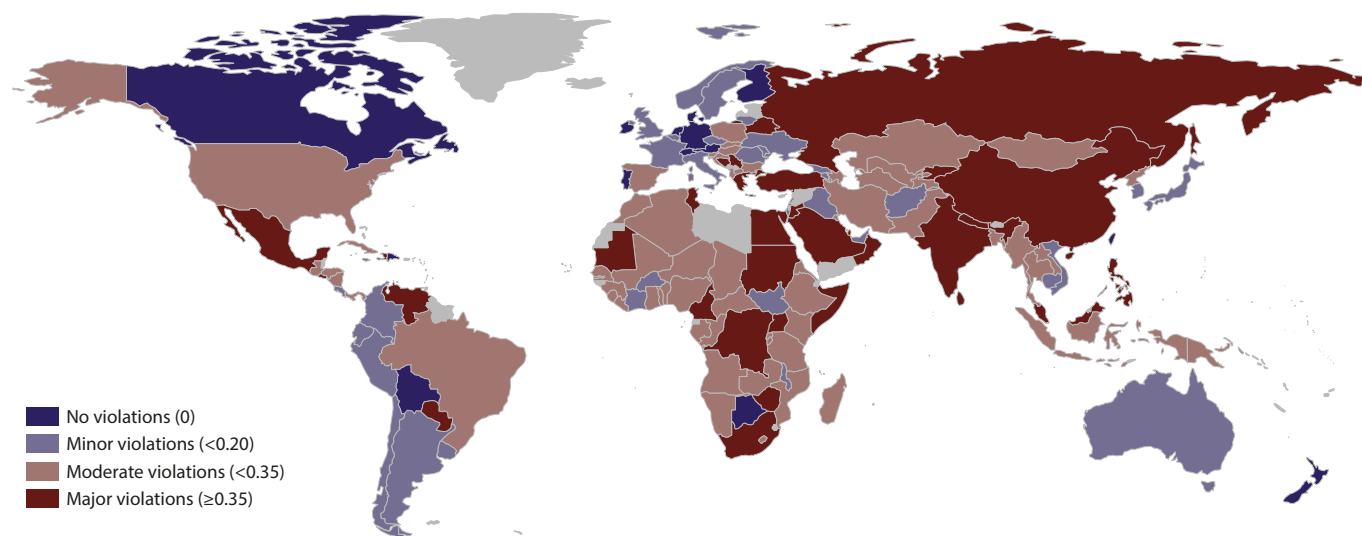 No violations (0)
Minor violations (<0.20)
Moderate violations (<0.35)
Major violations (≥0.35)